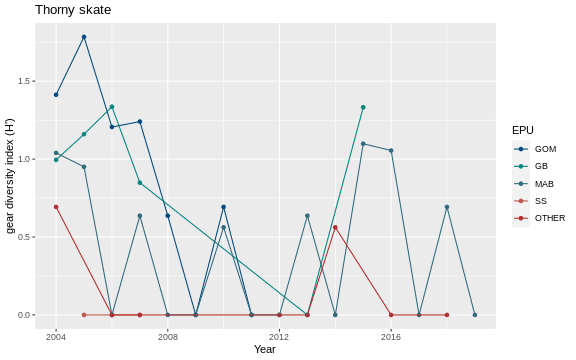 Thorny skate
gear diversity index (H')
1.5
1.0
0.5
0.0
2004
2008
2012
2016
Year
EPU
GOM
GB
MAB
SS
OTHER